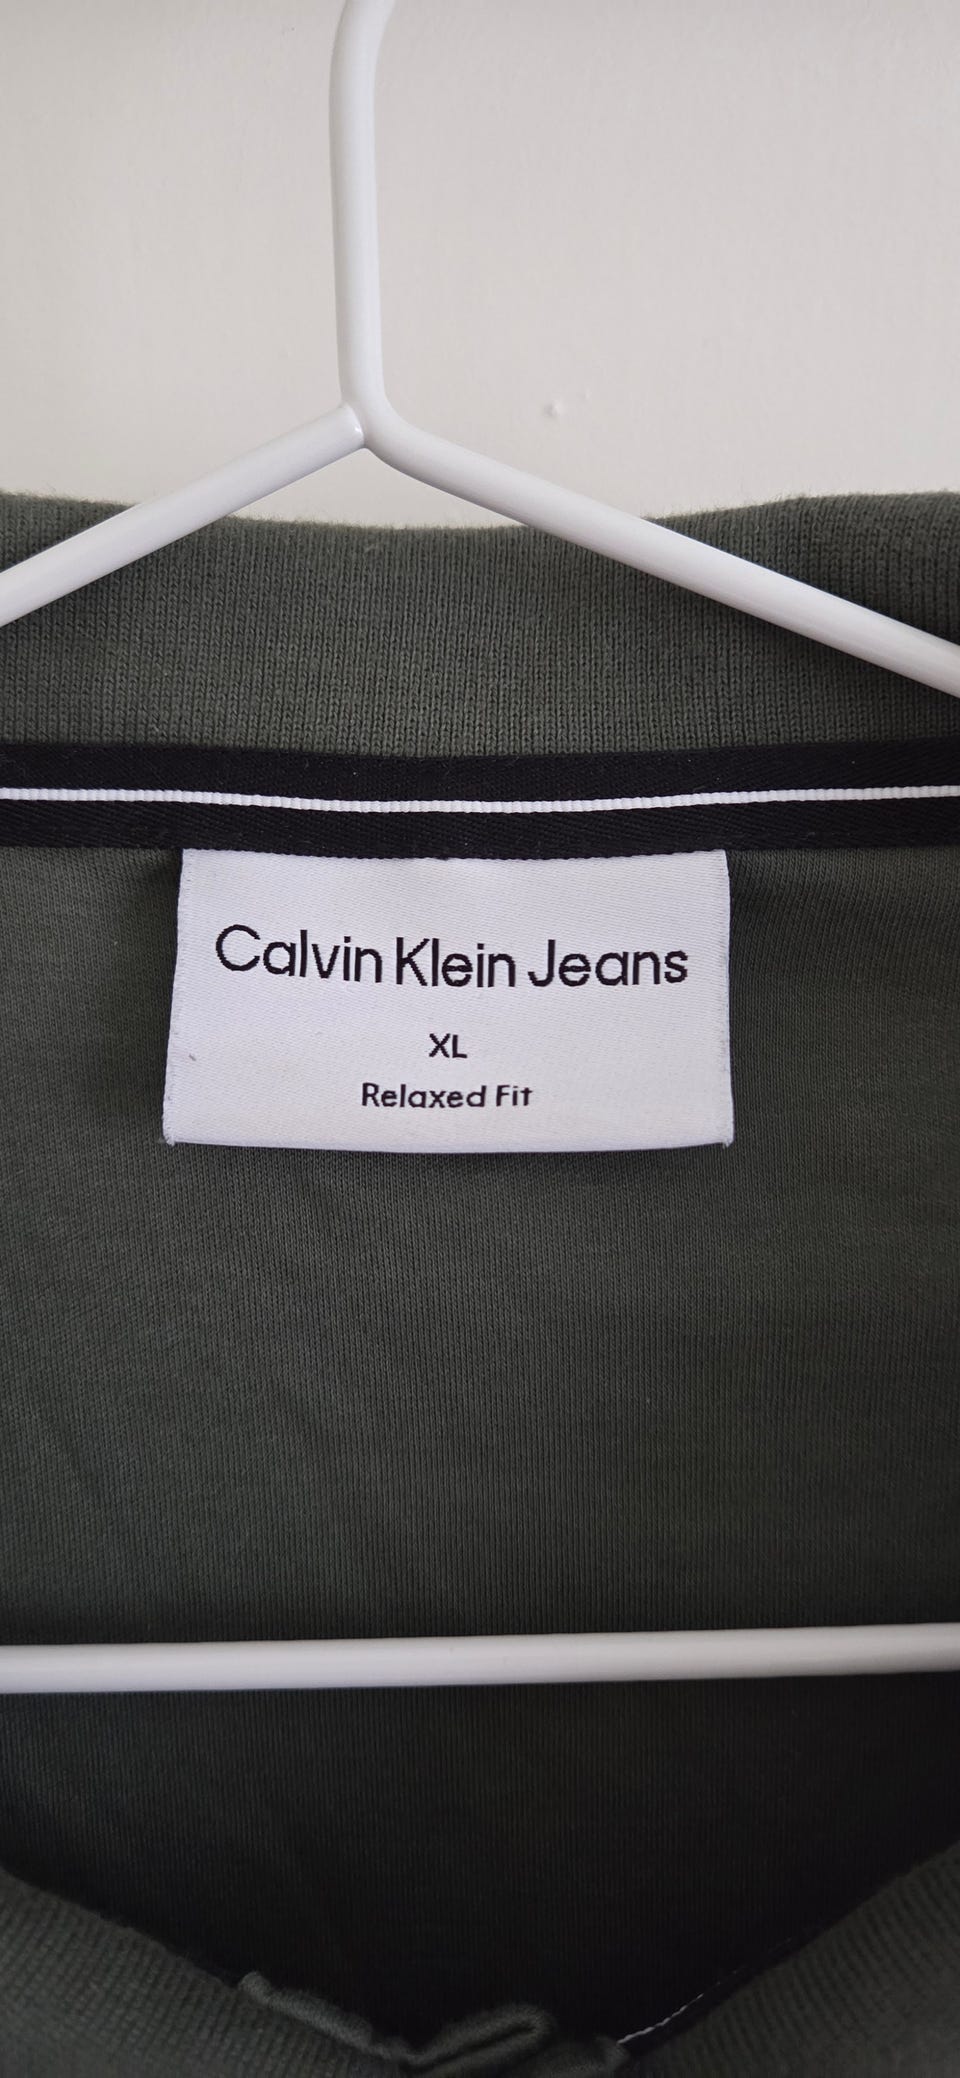 Calvin Klein Jeans
XL
Relaxed Fit